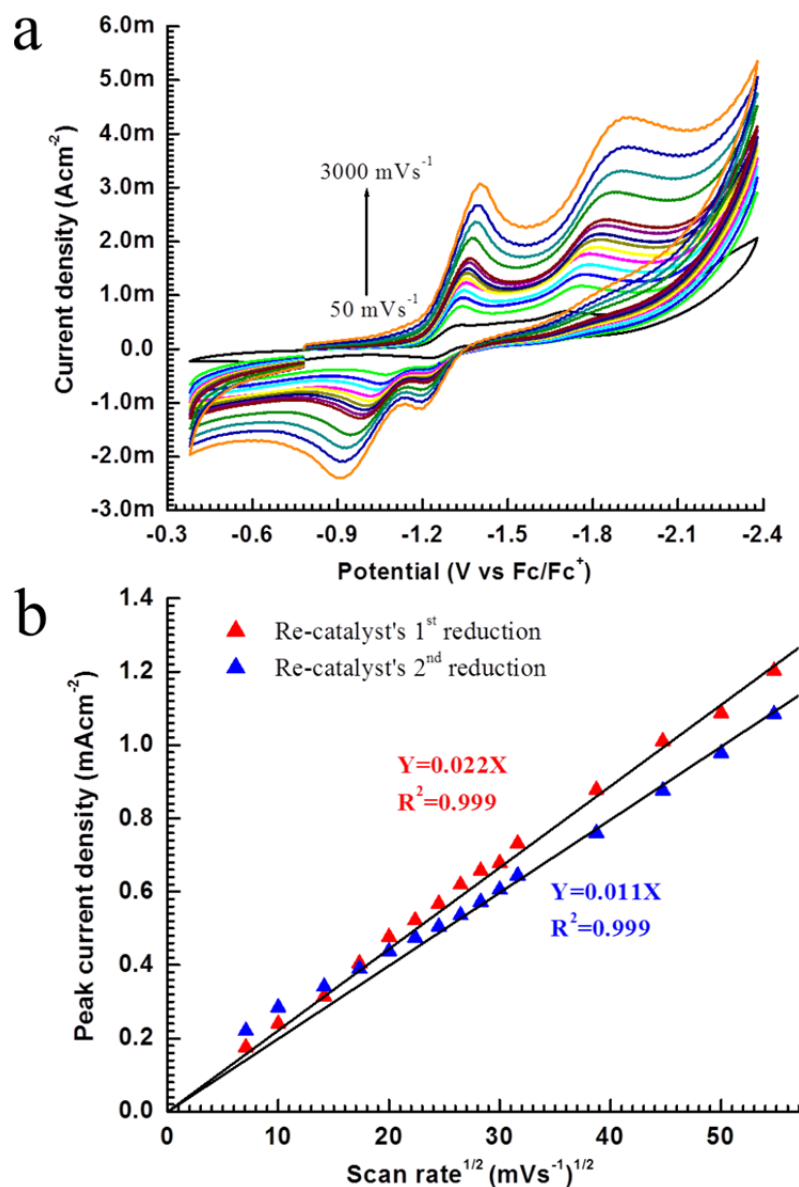 a
6.0m
5.0m
4.0m
3.0m
2.0m
1.0m
0.0
-1.0m
-2.0m
-3.0m
Current density (Acm⁻²)
3000 mVs⁻¹
50 mVs⁻¹
-0.3 -0.6 -0.9 -1.2 -1.5 -1.8 -2.1 -2.4
Potential (V vs Fc/Fc⁺)
b
1.4
1.2
1.0
0.8
0.6
0.4
0.2
0.0
Peak current density (mAcm⁻²)
Re-catalyst's 1ˢᵗ reduction
Re-catalyst's 2ⁿᵈ reduction
Y=0.022X
R²=0.999
Y=0.011X
R²=0.999
0 10 20 30 40 50
Scan rate¹ᐟ² (mVs⁻¹)¹ᐟ²